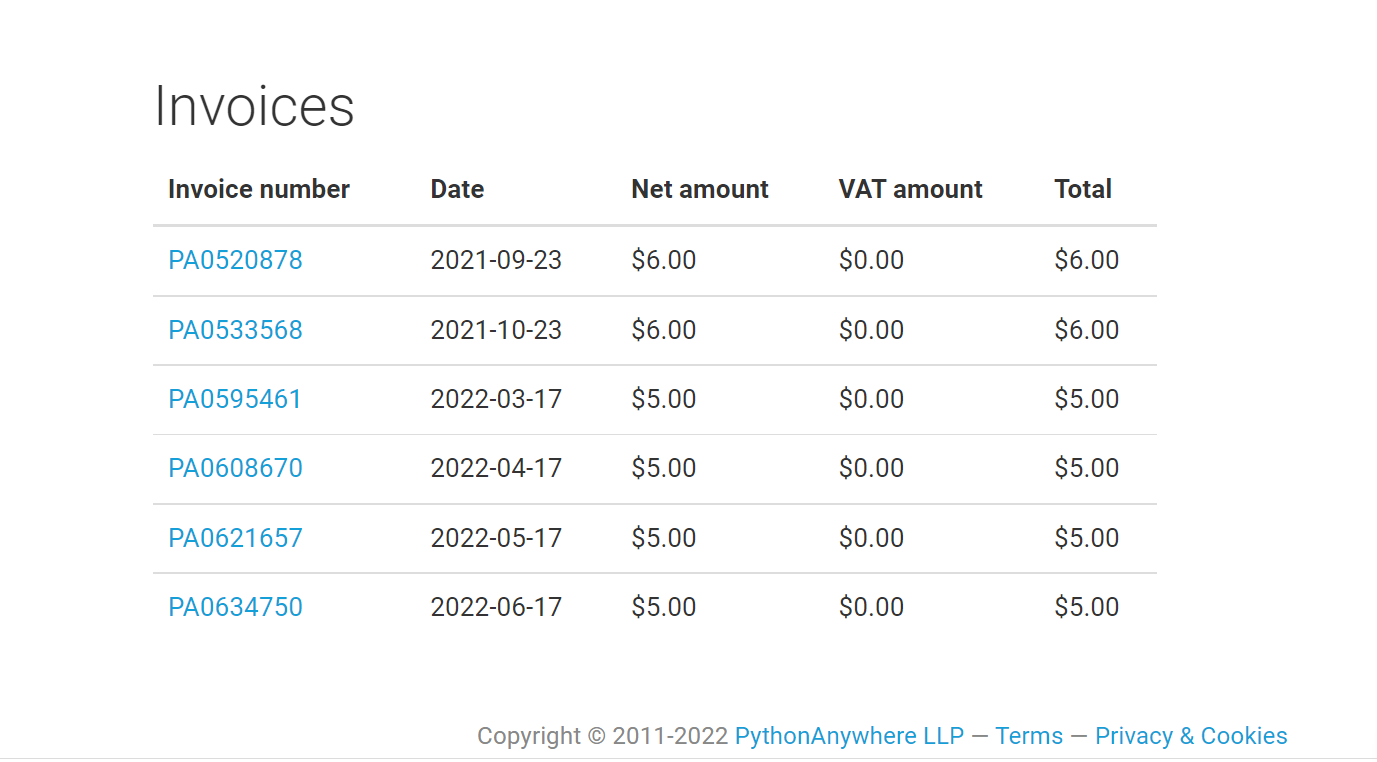 Invoices
Invoice number Date Net amount VAT amount Total
PA0520878 2021-09-23 $6.00 $0.00 $6.00
PA0533568 2021-10-23 $6.00 $0.00 $6.00
PA0595461 2022-03-17 $5.00 $0.00 $5.00
PA0608670 2022-04-17 $5.00 $0.00 $5.00
PA0621657 2022-05-17 $5.00 $0.00 $5.00
PA0634750 2022-06-17 $5.00 $0.00 $5.00
Copyright © 2011-2022 PythonAnywhere LLP — Terms — Privacy & Cookies